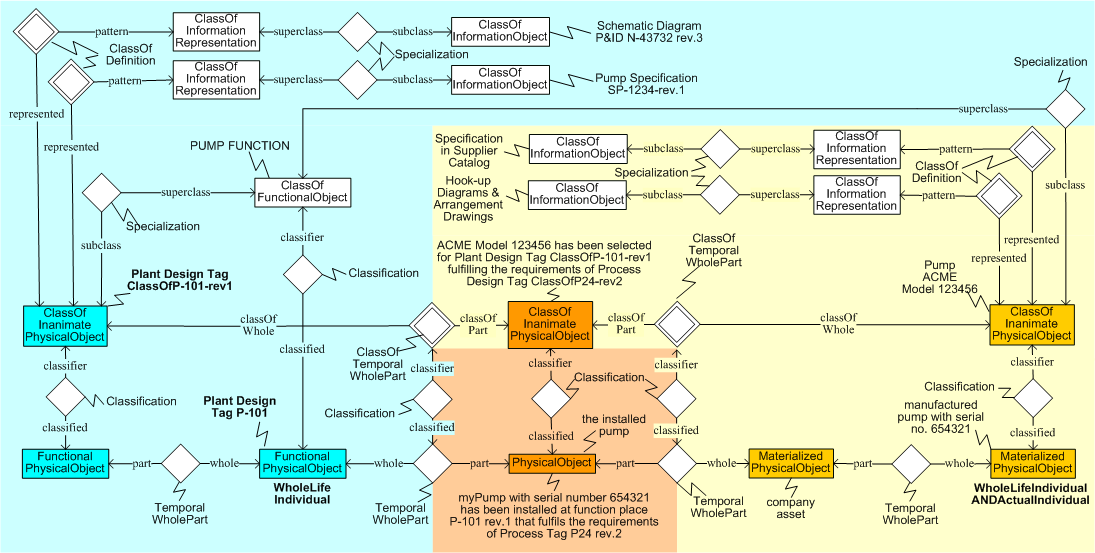 pattern
ClassOf
Information
Representation
superclass
subclass
ClassOf
InformationObject
Schematic Diagram
P&ID N-43732 rev.3
ClassOf
Definition
Specialization
pattern
ClassOf
Information
Representation
superclass
subclass
ClassOf
InformationObject
Pump Specification
SP-1234-rev.1
Specialization
represented
represented
superclass
PUMP FUNCTION
Specification
in Supplier
Catalog
ClassOf
InformationObject
subclass
superclass
ClassOf
Information
Representation
pattern
ClassOf
Definition
Specialization
Hook-up
Diagrams &
Arrangement
Drawings
ClassOf
InformationObject
subclass
superclass
ClassOf
Information
Representation
pattern
subclass
superclass
ClassOf
FunctionalObject
Specialization
subclass
classifier
Classification
represented
represented
Plant Design Tag
ClassOfP-101-rev1
ACME Model 123456 has been selected
for Plant Design Tag ClassOfP-101-rev1
fulfilling the requirements of Process
Design Tag ClassOfP24-rev2
ClassOf
Temporal
WholePart
Pump
ACME
Model 123456
ClassOf
Inanimate
PhysicalObject
classOf
Whole
classOf
Part
ClassOf
Inanimate
PhysicalObject
classOf
Part
classOf
Whole
ClassOf
Inanimate
PhysicalObject
classified
ClassOf
Temporal
WholePart
classifier
classifier
classifier
classifier
classifier
Classification
Classification
Classification
Classification
Plant Design
Tag P-101
manufactured
pump with serial
no. 654321
classified
classified
classified
classified
classified
the installed
pump
Functional
PhysicalObject
part
whole
Functional
PhysicalObject
whole
part
PhysicalObject
part
whole
Materialized
PhysicalObject
part
whole
Materialized
PhysicalObject
Temporal
WholePart
WholeLife
Individual
Temporal
WholePart
myPump with serial number 654321
has been installed at function place
P-101 rev.1 that fulfils the requirements
of Process Tag P24 rev.2
Temporal
WholePart
company
asset
Temporal
WholePart
WholeLifeIndividual
ANDActualIndividual